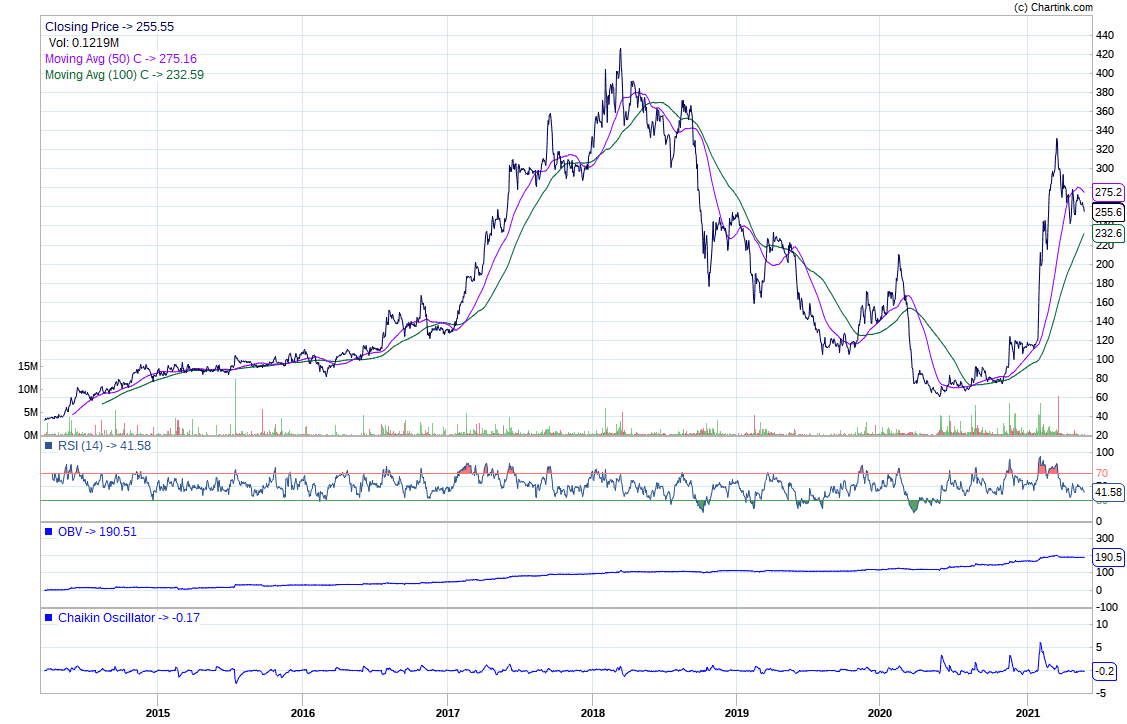 (c) Chartink.com
Closing Price -> 255.55
Vol: 0.1219M
Moving Avg (50) C -> 275.16
Moving Avg (100) C -> 232.59
440
420
400
380
360
340
320
300
275.2
255.6
232.6
220
200
180
160
140
120
100
80
60
40
20
15M
10M
5M
0M
RSI (14) -> 41.58
100
70
41.58
0
OBV -> 190.51
300
190.5
100
0
-100
Chaikin Oscillator -> -0.17
10
5
-0.2
-5
2015 2016 2017 2018 2019 2020 2021